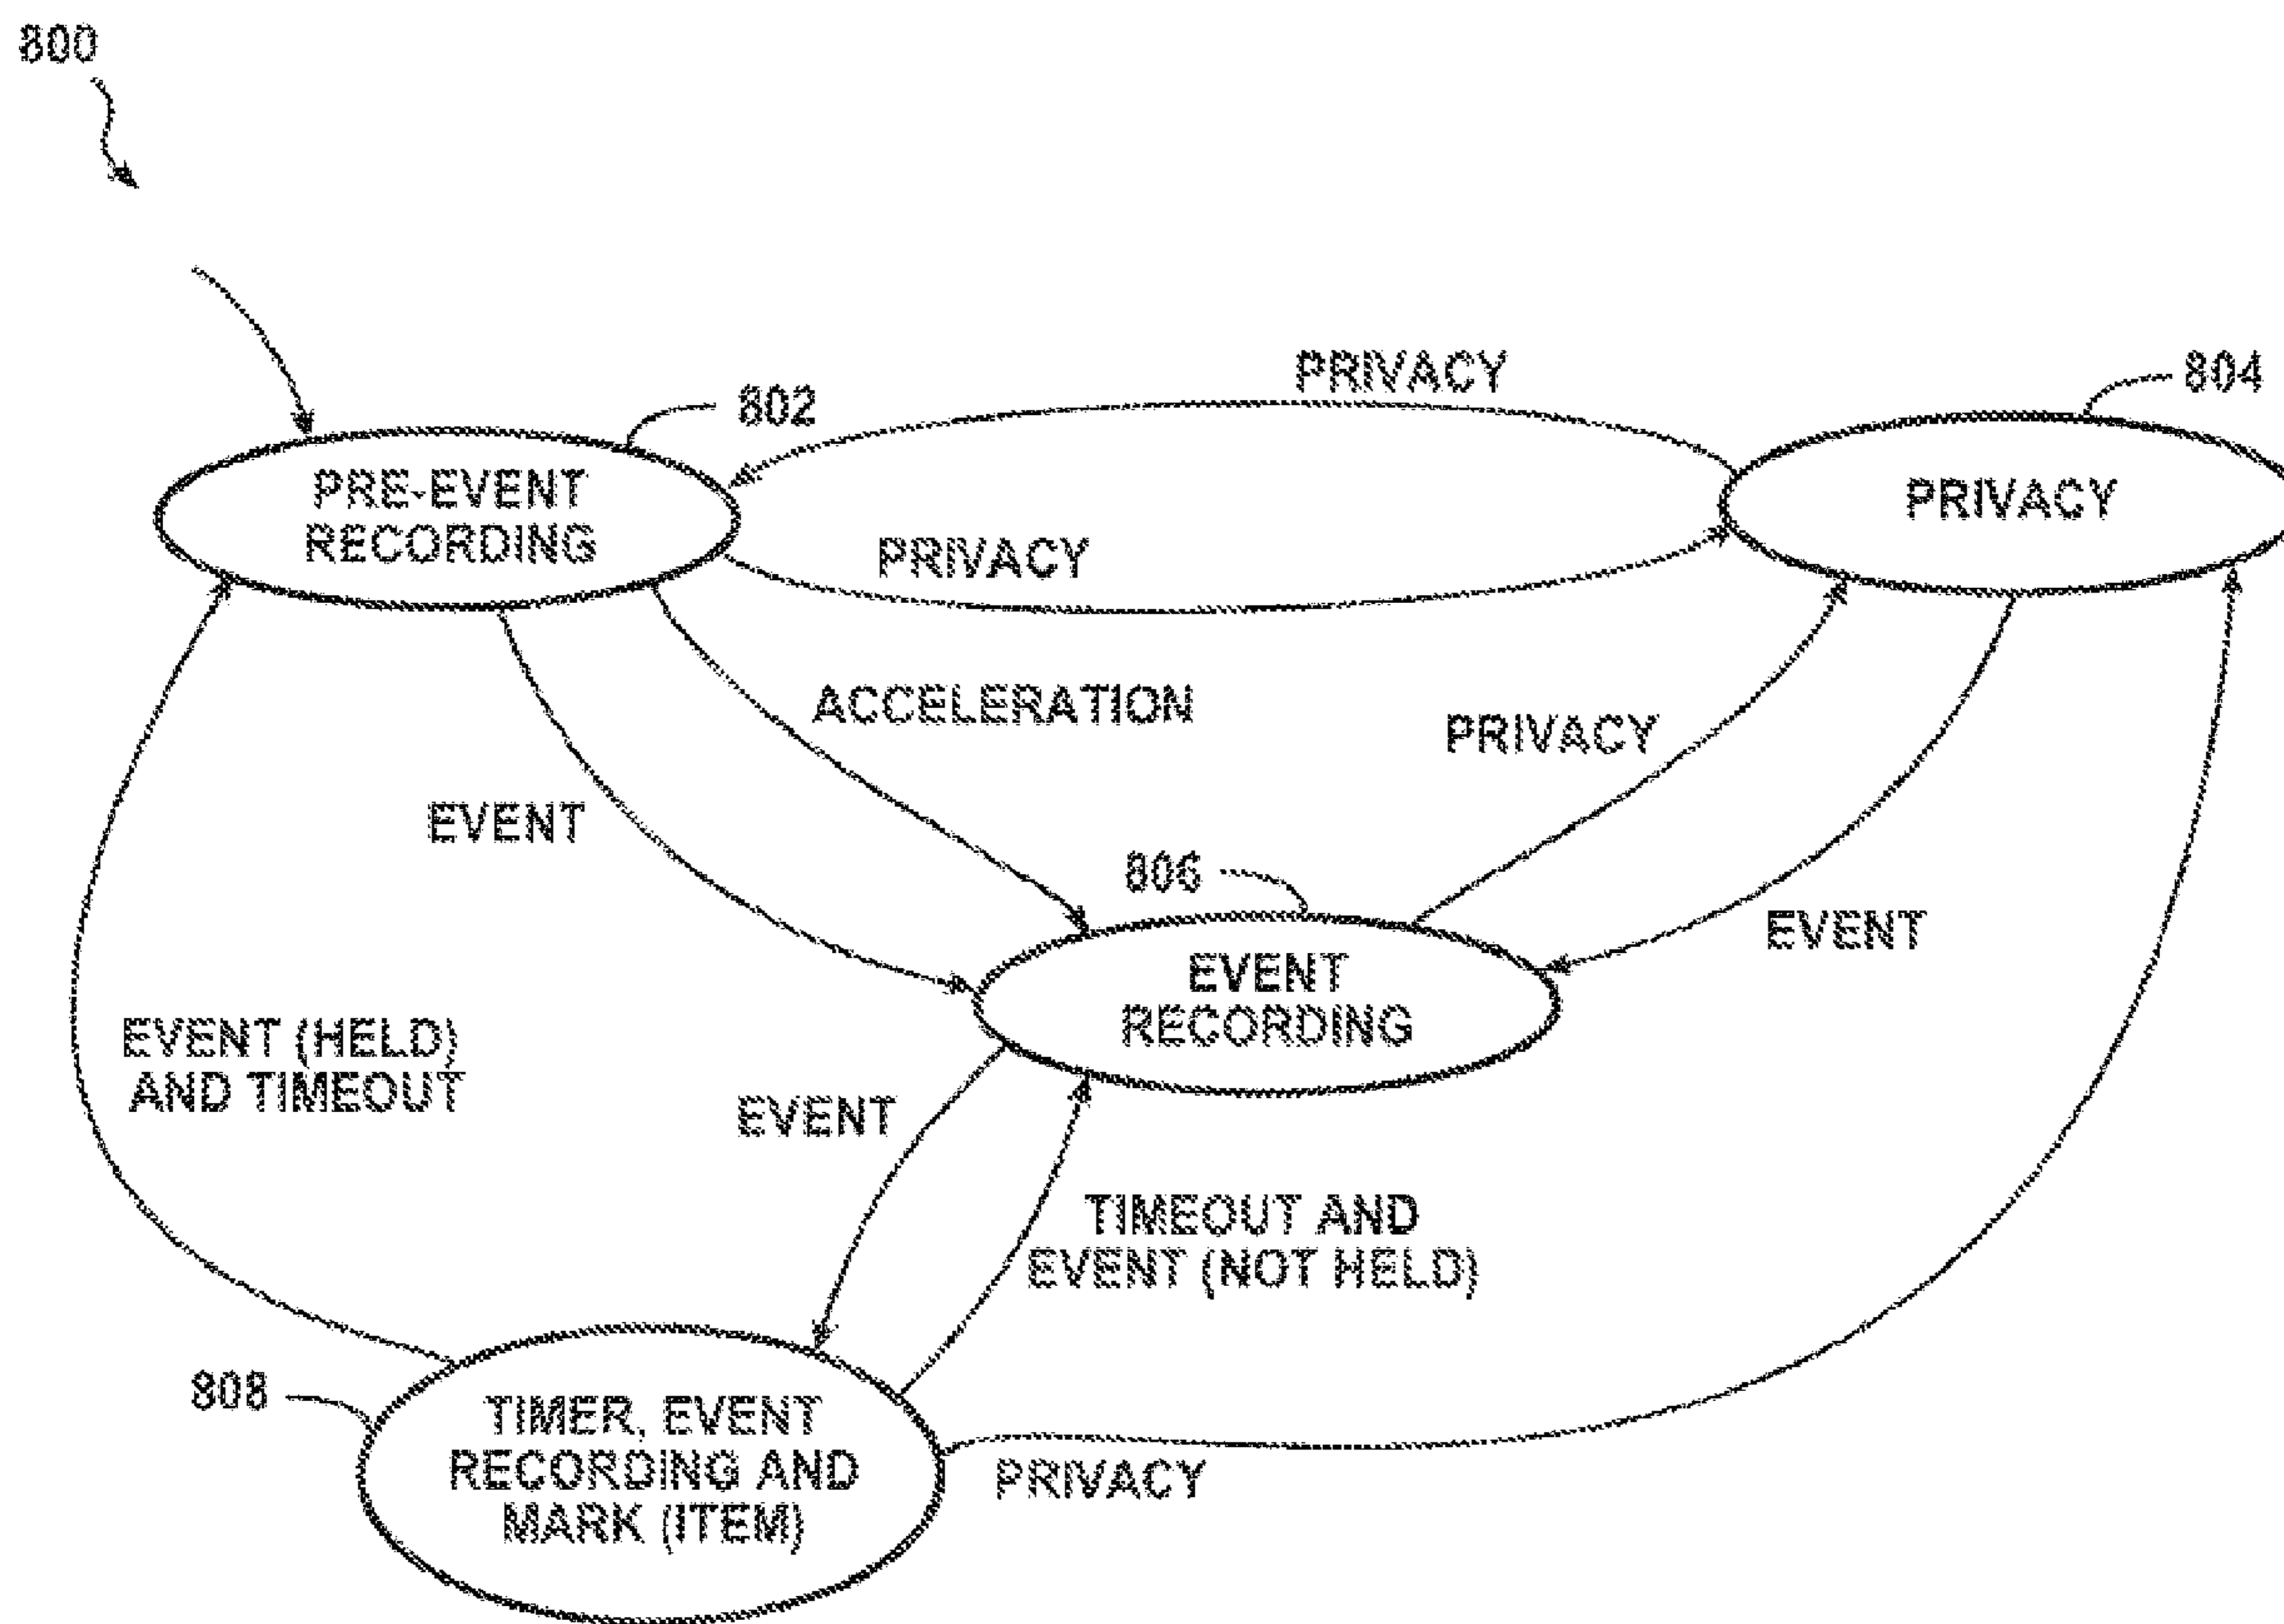 800
PRIVACY
804
802
PRE-EVENT
RECORDING
PRIVACY
PRIVACY
ACCELERATION
PRIVACY
EVENT
806
EVENT
EVENT
RECORDING
EVENT (HELD)
AND TIMEOUT
EVENT
TIMEOUT AND
EVENT (NOT HELD)
808
TIMER, EVENT
RECORDING AND
MARK (ITEM)
PRIVACY